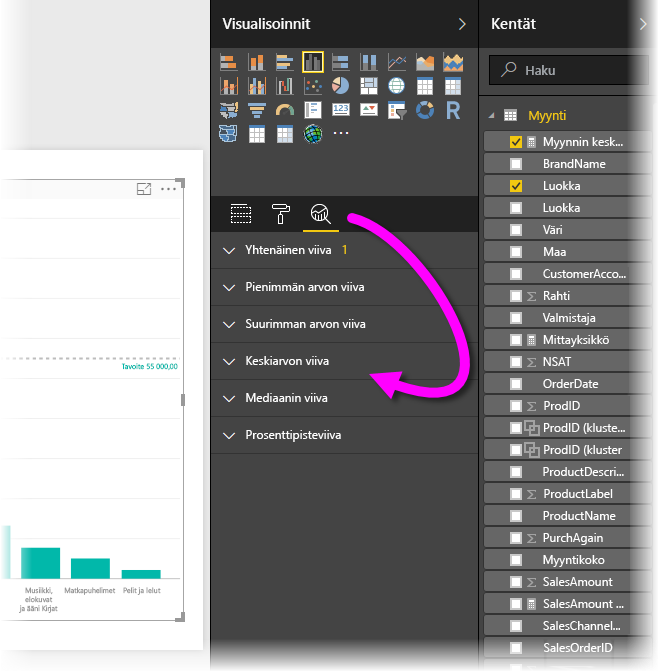 Visualisoinnit
123
R
Yhtenäinen viiva 1
Pienimmän arvon viiva
Suurimman arvon viiva
Keskiarvon viiva
Mediaanin viiva
Prosenttipisteviiva
Tavoite 55 000,00
Musiikki,
elokuvat
ja ääni Kirjat
Matkapuhelimet
Pelit ja lelut
Kentät
Haku
Myynti
Myynnin kesk...
BrandName
Luokka
Luokka
Väri
Maa
CustomerAcco...
Σ Rahti
Valmistaja
Mittayksikkö
Σ NSAT
OrderDate
Σ ProdID
ProdID (kluste...
ProdID (kluster
ProductDescri...
Σ ProductLabel
ProductName
Σ PurchAgain
Myyntikoko
Σ SalesAmount
SalesAmount ...
SalesChannel...
SalesOrderID